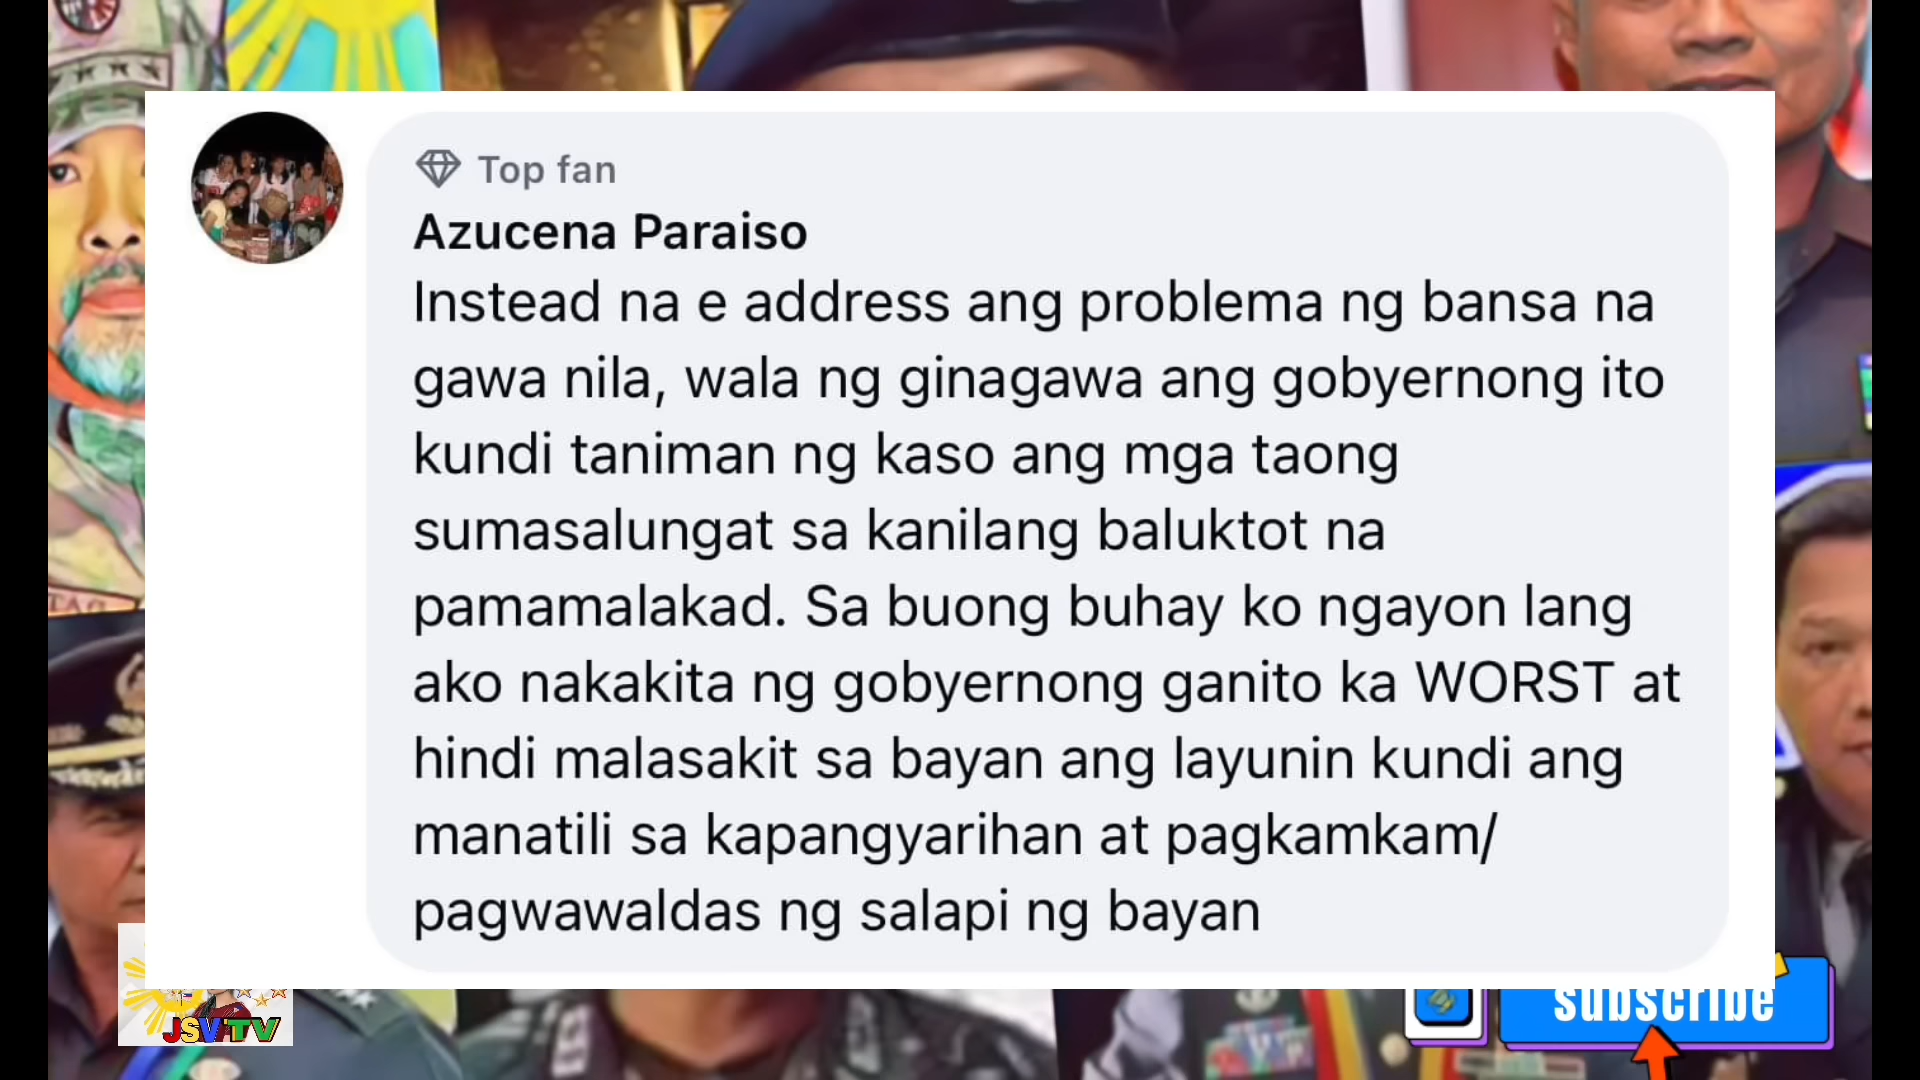 Top fan
Azucena Paraiso
Instead na e address ang problema ng bansa na
gawa nila, wala ng ginagawa ang gobyernong ito
kundi taniman ng kaso ang mga taong
sumasalungat sa kanilang baluktot na
pamamalakad. Sa buong buhay ko ngayon lang
ako nakakita ng gobyernong ganito ka WORST at
hindi malasakit sa bayan ang layunin kundi ang
manatili sa kapangyarihan at pagkamkam/
pagwawaldas ng salapi ng bayan
JSV TV
subscribe